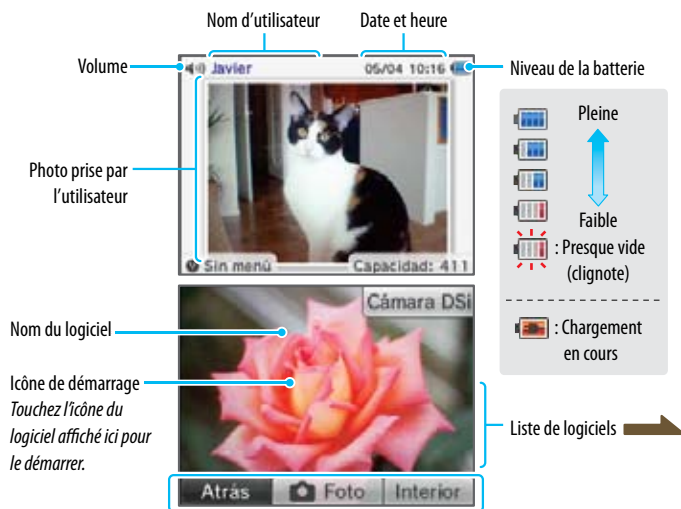 Nom d’utilisateur
Date et heure
Volume
Javier
05/04 10:16
Niveau de la batterie
Pleine
Photo prise par
l’utilisateur
Faible
: Presque vide
(clignote)
Sin menú
Capacidad: 411
: Chargement
en cours
Cámara DSi
Nom du logiciel
Icône de démarrage
Touchez l’icône du
logiciel affiché ici pour
le démarrer.
Liste de logiciels
Atrás
Foto
Interior